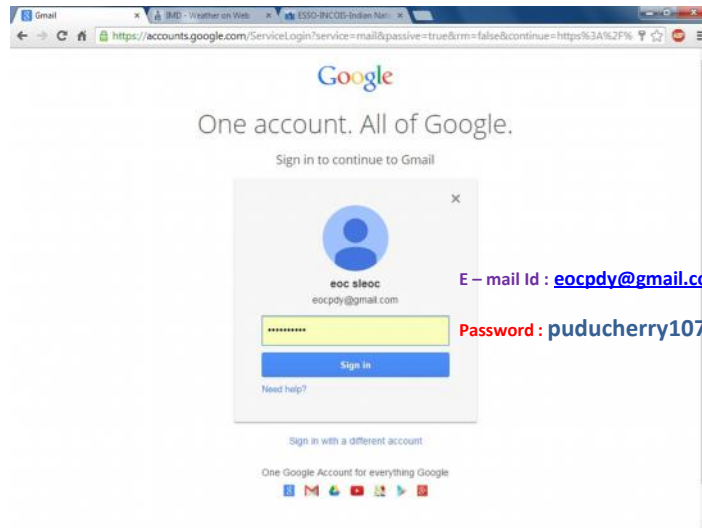 Gmail
IMD - Weather on Web
ESSO-INCOIS-Indian Nati
https://accounts.google.com/ServiceLogin?service=mail&passive=true&rm=false&continue=https%3A%2F%
Google
One account. All of Google.
Sign in to continue to Gmail
eoc sleoc
eocpdy@gmail.com
E – mail Id : eocpdy@gmail.co
Password : puducherry107
Sign in
Need help?
Sign in with a different account
One Google Account for everything Google